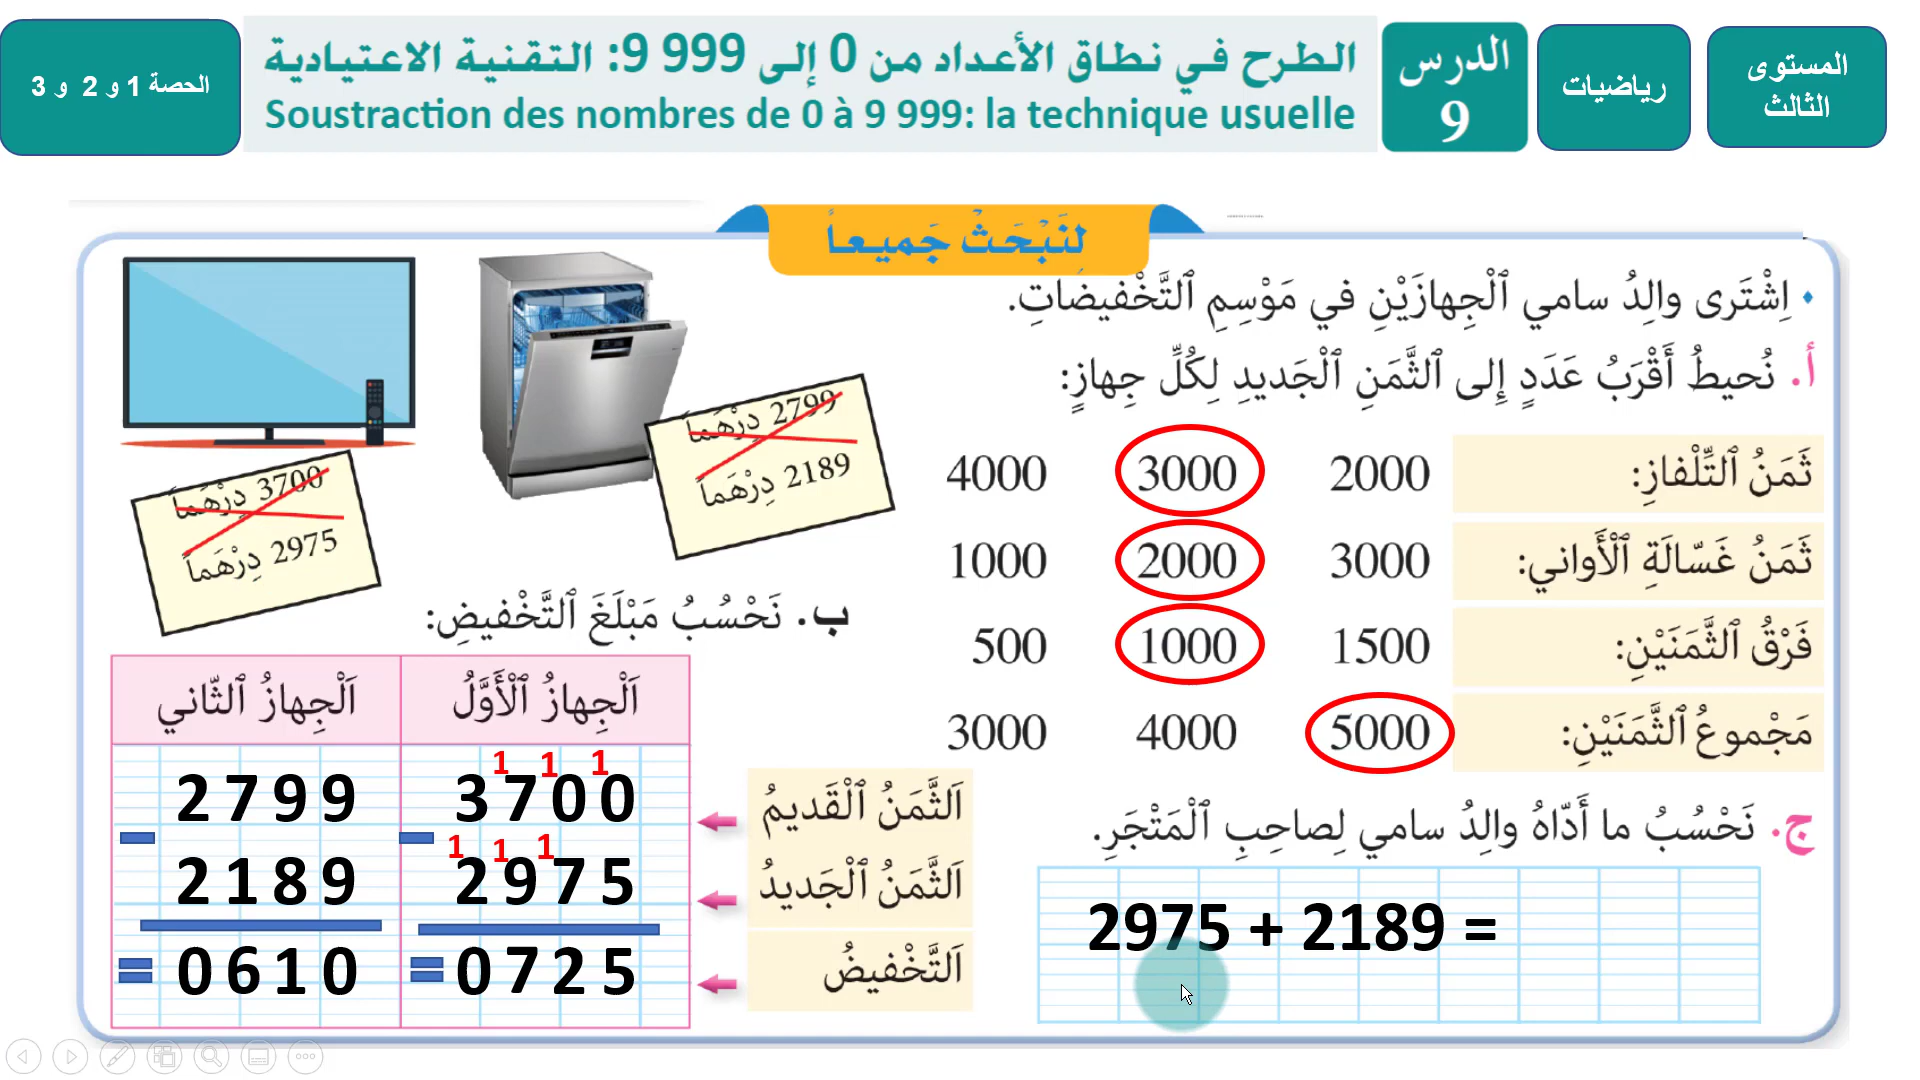 المستوى
الثالث
رياضيات
الدرس
9
الطرح في نطاق الأعداد من 0 إلى 999 9: التقنية الاعتيادية
Soustraction des nombres de 0 à 9 999: la technique usuelle
الحصة 1 و 2 و 3
لِنَبْحَثْ جَميعاً
اِشْتَرى والِدُ سامي ٱلْجِهازَيْنِ في مَوْسِمِ ٱلتَّخْفيضاتِ.
أ. نُحيطُ أَقْرَبُ عَدَدٍ إِلى ٱلثَّمَنِ ٱلْجَديدِ لِكُلِّ جِهازٍ:
ثَمَنُ ٱلتِّلْفازِ: 2000 3000 4000
ثَمَنُ غَسّالَةِ ٱلْأَواني: 3000 2000 1000
فَرْقُ ٱلثَّمَنَيْنِ: 1500 1000 500
مَجْموعُ ٱلثَّمَنَيْنِ: 5000 4000 3000
2799 دِرْهَماً
2189 دِرْهَماً
3700 دِرْهَماً
2975 دِرْهَماً
ب. نَحْسُبُ مَبْلَغَ ٱلتَّخْفيضِ:
اَلْجِهازُ ٱلْأَوَّلُ اَلْجِهازُ ٱلثّاني
1 1 1
اَلثَّمَنُ ٱلْقَديمُ 3700 2799
-
-
1 1 1
اَلثَّمَنُ ٱلْجَديدُ 2975 2189
اَلتَّخْفيضُ = 0725 = 0610
ج. نَحْسُبُ ما أَدّاهُ والِدُ سامي لِصاحِبِ ٱلْمَتْجَرِ.
2975 + 2189 =